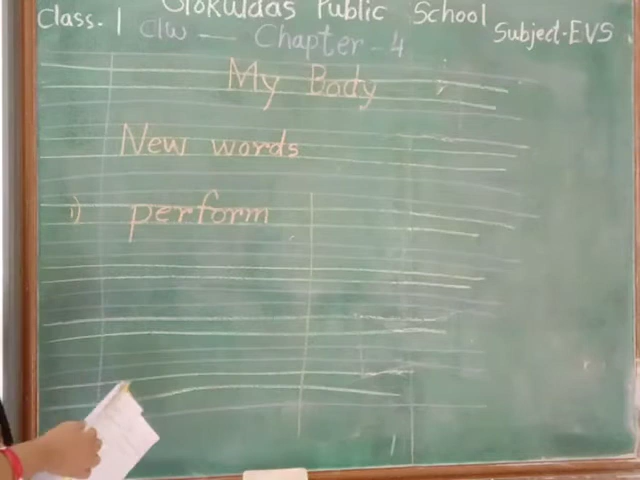 Gokuldas Public School
Class. 1 C/W — Chapter - 4 Subject-EVS
My Body
New words
1) perform